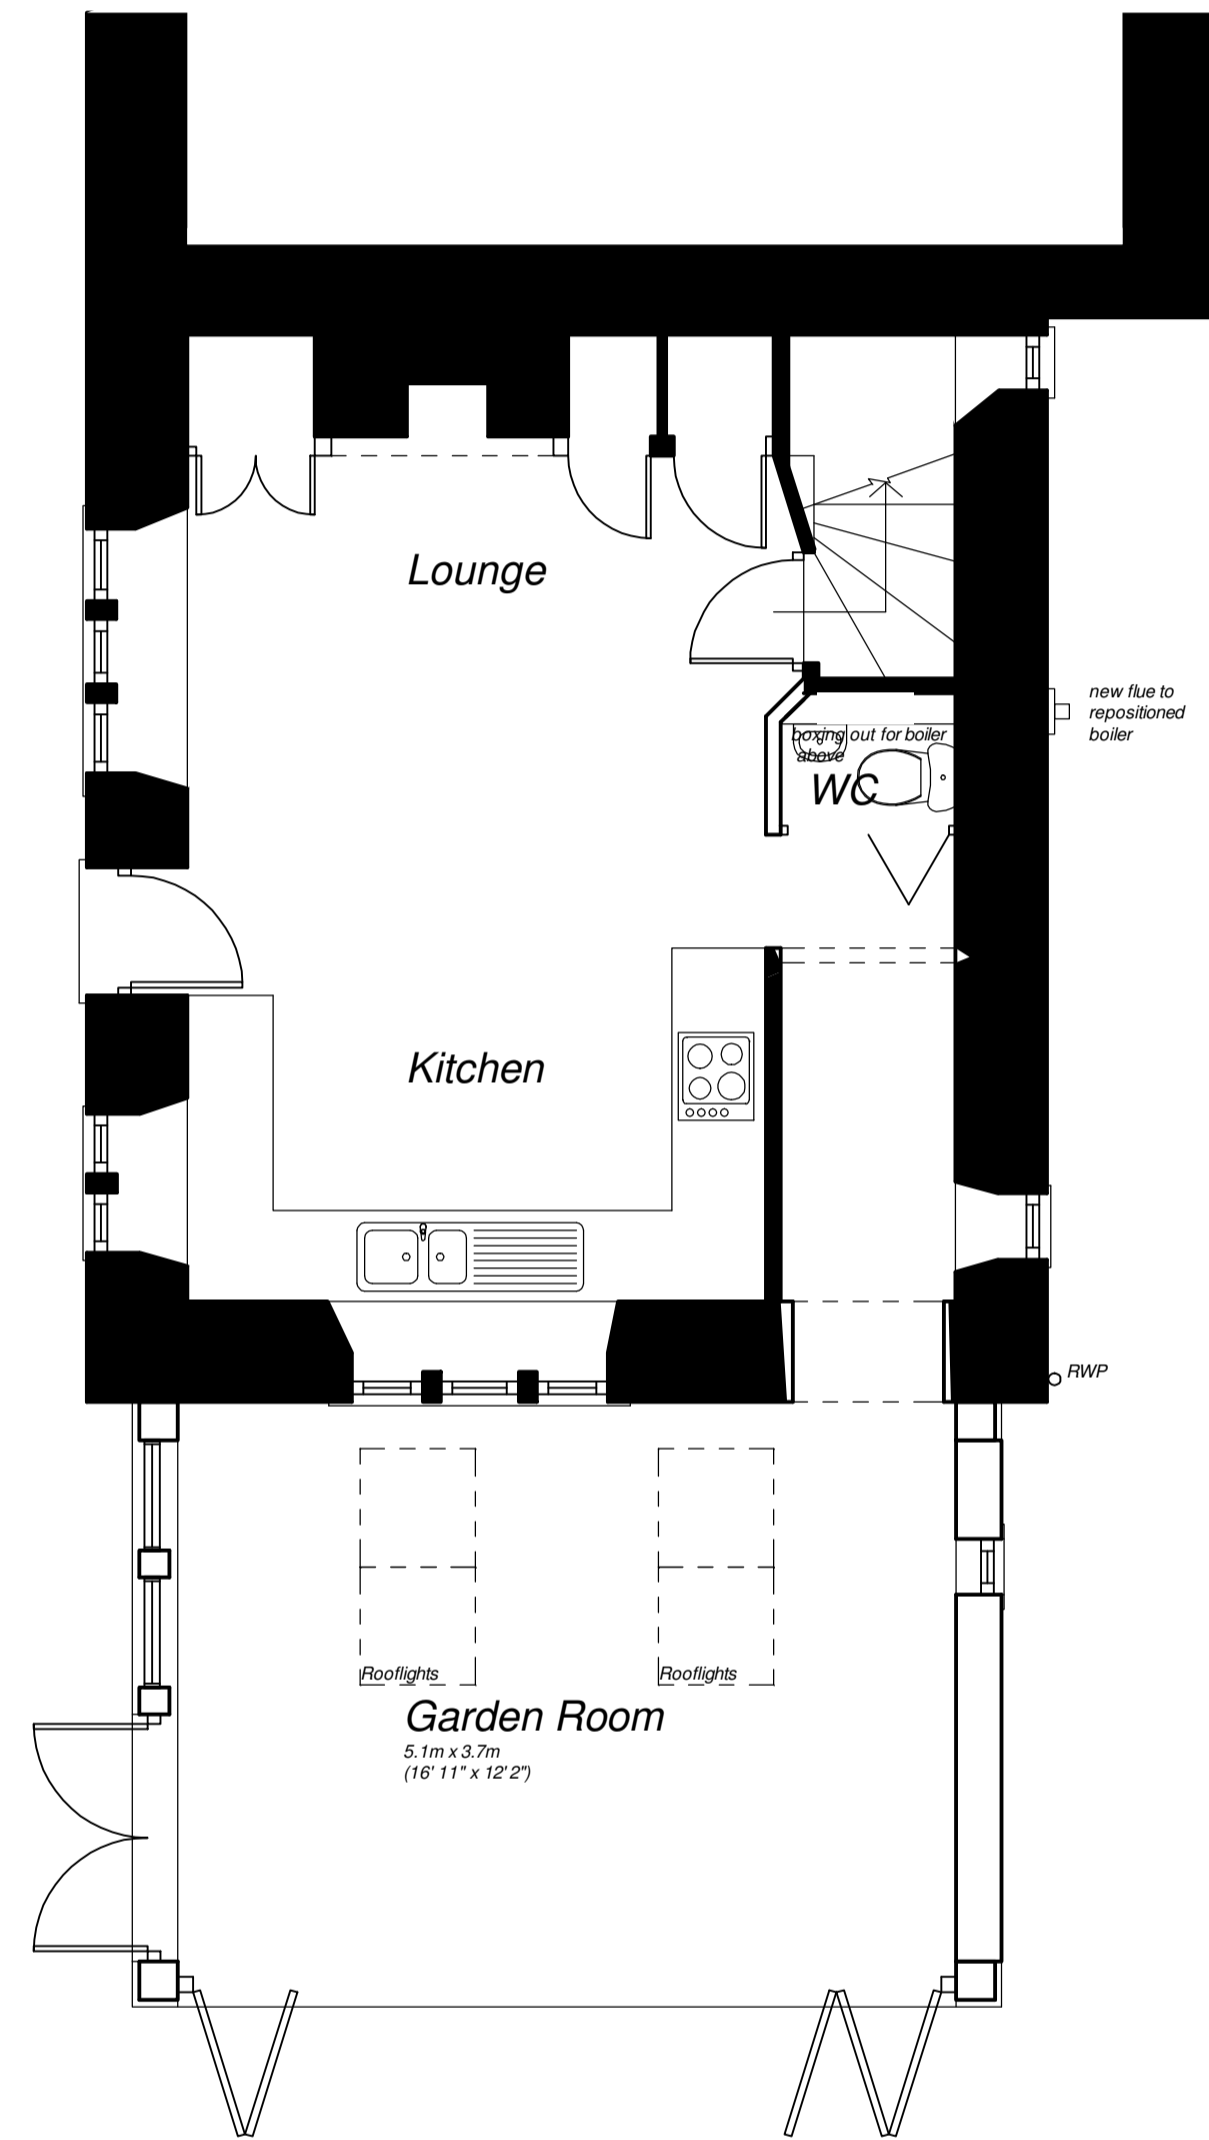 Lounge
new flue to
repositioned
boiler
boxing out for boiler
above
WC
Kitchen
RWP
Rooflights
Rooflights
Garden Room
5.1m x 3.7m
(16' 11" x 12' 2")